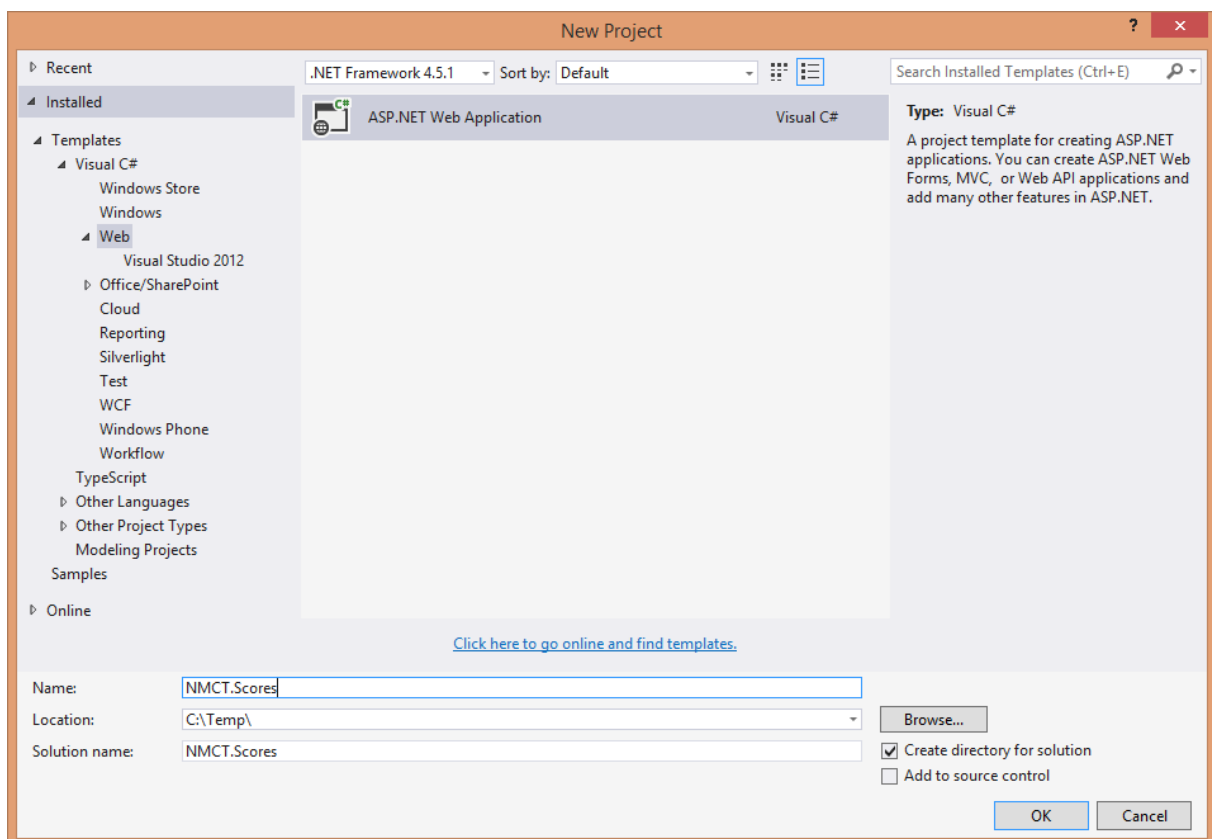 New Project
?
Recent
Installed
Templates
Visual C#
Windows Store
Windows
Web
Visual Studio 2012
Office/SharePoint
Cloud
Reporting
Silverlight
Test
WCF
Windows Phone
Workflow
TypeScript
Other Languages
Other Project Types
Modeling Projects
Samples
Online
.NET Framework 4.5.1 Sort by: Default
C# ASP.NET Web Application Visual C#
Click here to go online and find templates.
Search Installed Templates (Ctrl+E)
Type: Visual C#
A project template for creating ASP.NET
applications. You can create ASP.NET Web
Forms, MVC, or Web API applications and
add many other features in ASP.NET.
Name: NMCT.Scores
Location: C:\Temp\ Browse...
Solution name: NMCT.Scores
Create directory for solution
Add to source control
OK Cancel